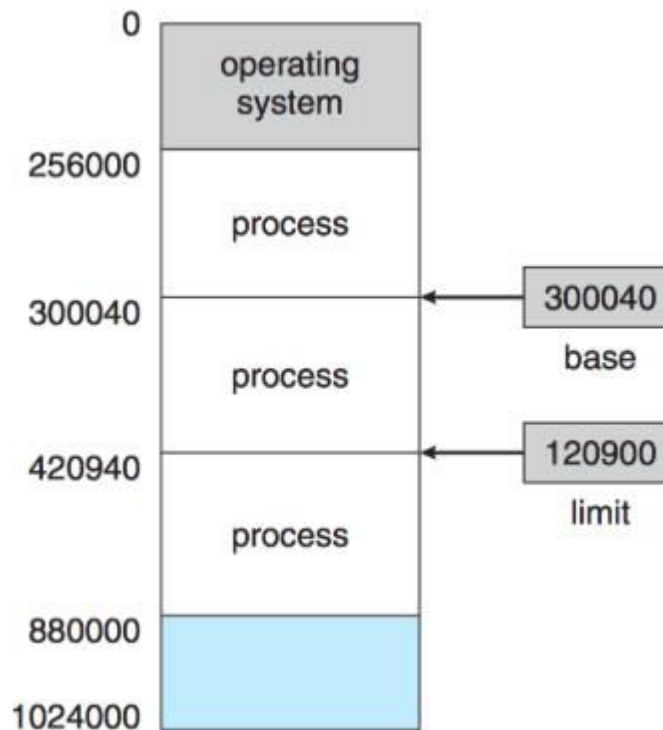 0
operating
system
256000
process
300040
300040
base
process
420940
120900
limit
process
880000
1024000